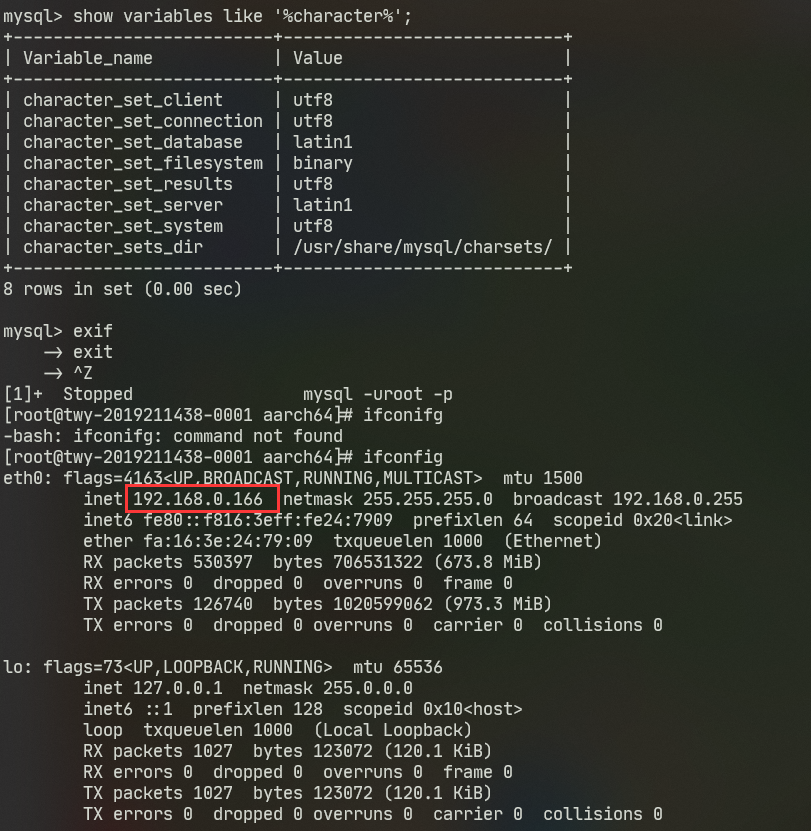 mysql> show variables like '%character%';
+--------------------------+----------------------------+
| Variable_name            | Value                      |
+--------------------------+----------------------------+
| character_set_client     | utf8                       |
| character_set_connection | utf8                       |
| character_set_database   | latin1                     |
| character_set_filesystem | binary                     |
| character_set_results    | utf8                       |
| character_set_server     | latin1                     |
| character_set_system     | utf8                       |
| character_sets_dir       | /usr/share/mysql/charsets/ |
+--------------------------+----------------------------+
8 rows in set (0.00 sec)
mysql> exif
    -> exit
    -> ^Z
[1]+  Stopped                 mysql -uroot -p
[root@twy-2019211438-0001 aarch64]# ifconifg
-bash: ifconifg: command not found
[root@twy-2019211438-0001 aarch64]# ifconfig
eth0: flags=4163<UP,BROADCAST,RUNNING,MULTICAST>  mtu 1500
        inet 192.168.0.166  netmask 255.255.255.0  broadcast 192.168.0.255
        inet6 fe80::f816:3eff:fe24:7909  prefixlen 64  scopeid 0x20<link>
        ether fa:16:3e:24:79:09  txqueuelen 1000  (Ethernet)
        RX packets 530397  bytes 706531322 (673.8 MiB)
        RX errors 0  dropped 0  overruns 0  frame 0
        TX packets 126740  bytes 1020599062 (973.3 MiB)
        TX errors 0  dropped 0 overruns 0  carrier 0  collisions 0
lo: flags=73<UP,LOOPBACK,RUNNING>  mtu 65536
        inet 127.0.0.1  netmask 255.0.0.0
        inet6 ::1  prefixlen 128  scopeid 0x10<host>
        loop  txqueuelen 1000  (Local Loopback)
        RX packets 1027  bytes 123072 (120.1 KiB)
        RX errors 0  dropped 0  overruns 0  frame 0
        TX packets 1027  bytes 123072 (120.1 KiB)
        TX errors 0  dropped 0 overruns 0  carrier 0  collisions 0